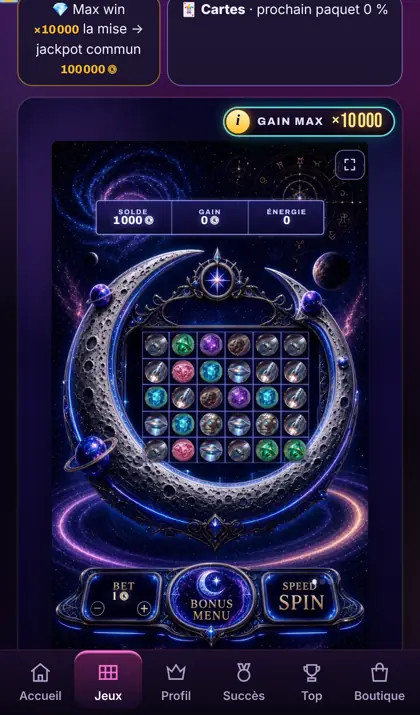 💎 Max win
×10000 la mise →
jackpot commun
100000
🃏 Cartes · prochain paquet 0 %
i GAIN MAX ×10000
SOLDE GAIN ÉNERGIE
1000 0 0
BET
1
− +
BONUS
MENU
SPEED
SPIN
Accueil Jeux Profil Succès Top Boutique